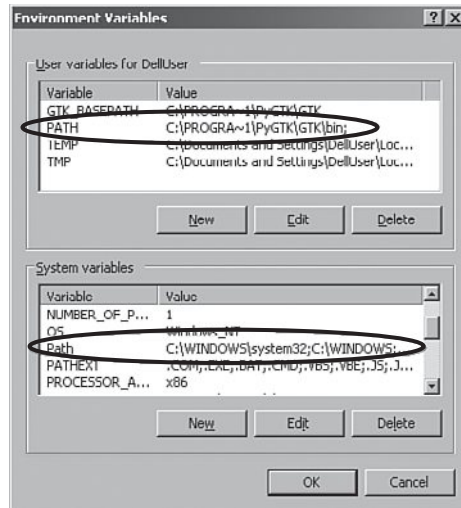 Environment Variables
User variables for DellUser
Variable Value
GTK_BASEPATH C:\PROGRA~1\PyGTK\GTK
PATH C:\PROGRA~1\PyGTK\GTK\bin;
TEMP C:\Documents and Settings\DellUser\Loc...
TMP C:\Documents and Settings\DellUser\Loc...
New Edit Delete
System variables
Variable Value
NUMBER_OF_P... 1
OS Windows_NT
Path C:\WINDOWS\system32;C:\WINDOWS;...
PATHEXT .COM;.EXE;.BAT;.CMD;.VBS;.VBE;.JS;.J...
PROCESSOR_A... x86
New Edit Delete
OK Cancel